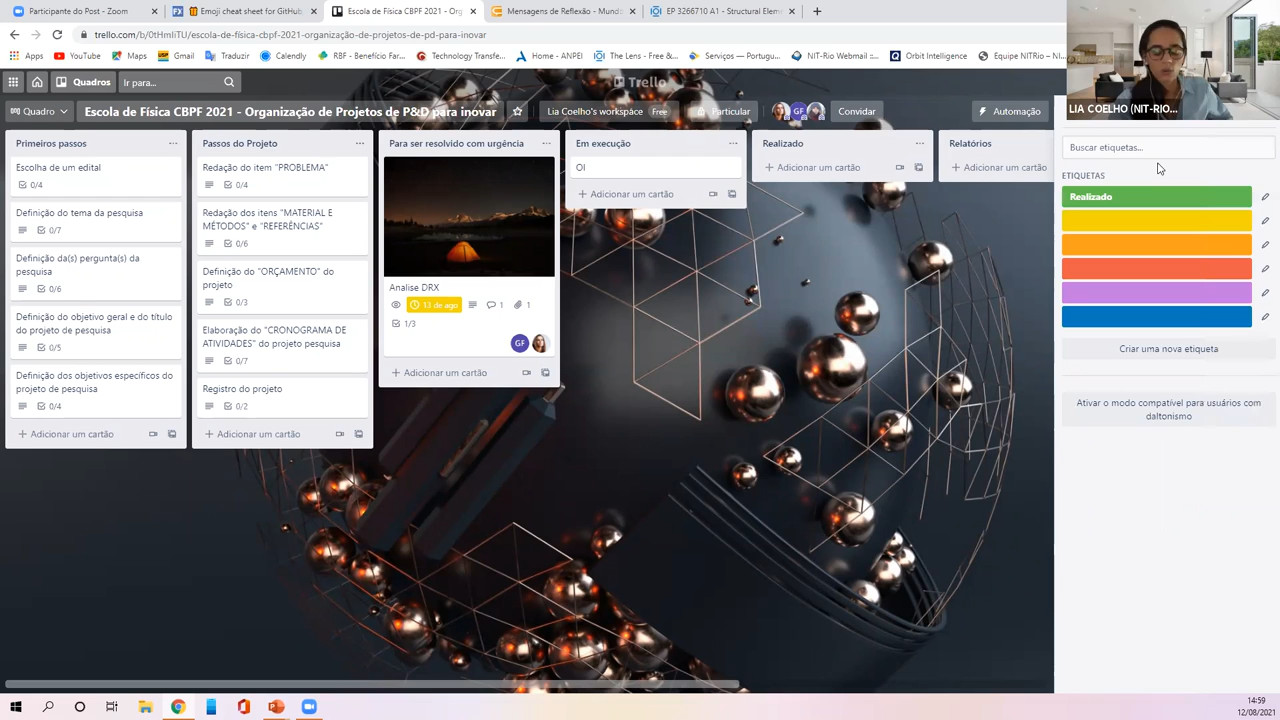 Participante do Post - Zoom
Emoji cheat sheet for GitHub
Escola de Física CBPF 2021 - Org
Mensagens de Reflexão - Mund
EP 3266710 A1 - Structural Elem
trello.com/b/0tHmIiTU/escola-de-física-cbpf-2021-organização-de-projetos-de-pd-para-inovar
Apps
YouTube
Maps
Gmail
Traduzir
Calendly
RBF - Benefício Far...
Technology Transfe...
Home - ANPEI
The Lens - Free &...
Serviços — Portugu...
NIT-Rio Webmail ::...
Orbit Intelligence
Equipe NITRio – N
Quadros
Ir para...
Trello
Quadro
Escola de Física CBPF 2021 - Organização de Projetos de P&D para inovar
Lia Coelho's workspace
Free
Particular
GF
Convidar
Automação
LIA COELHO (NIT-RIO...
Primeiros passos
Escolha de um edital
0/4
Definição do tema da pesquisa
0/7
Definição da(s) pergunta(s) da
pesquisa
0/6
Definição do objetivo geral e do título
do projeto de pesquisa
0/5
Definição dos objetivos específicos do
projeto de pesquisa
0/4
Adicionar um cartão
Passos do Projeto
Redação do item "PROBLEMA"
0/4
Redação dos itens "MATERIAL E
MÉTODOS" e "REFERÊNCIAS"
0/6
Definição do "ORÇAMENTO" do
projeto
0/3
Elaboração do "CRONOGRAMA DE
ATIVIDADES" do projeto pesquisa
0/7
Registro do projeto
0/2
Adicionar um cartão
Para ser resolvido com urgência
Analise DRX
13 de ago
1
1
1/3
GF
Adicionar um cartão
Em execução
OI
Adicionar um cartão
Realizado
Adicionar um cartão
Relatórios
Adicionar um cartão
Buscar etiquetas...
ETIQUETAS
Realizado
Criar uma nova etiqueta
Ativar o modo compatível para usuários com
daltonismo
14:59
12/08/2021